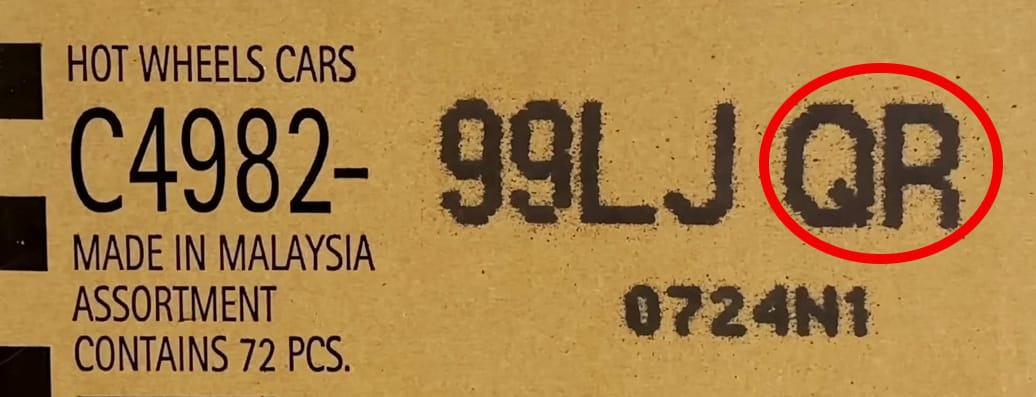 HOT WHEELS CARS
C4982- 99LJ QR
MADE IN MALAYSIA
ASSORTMENT
0724N1
CONTAINS 72 PCS.